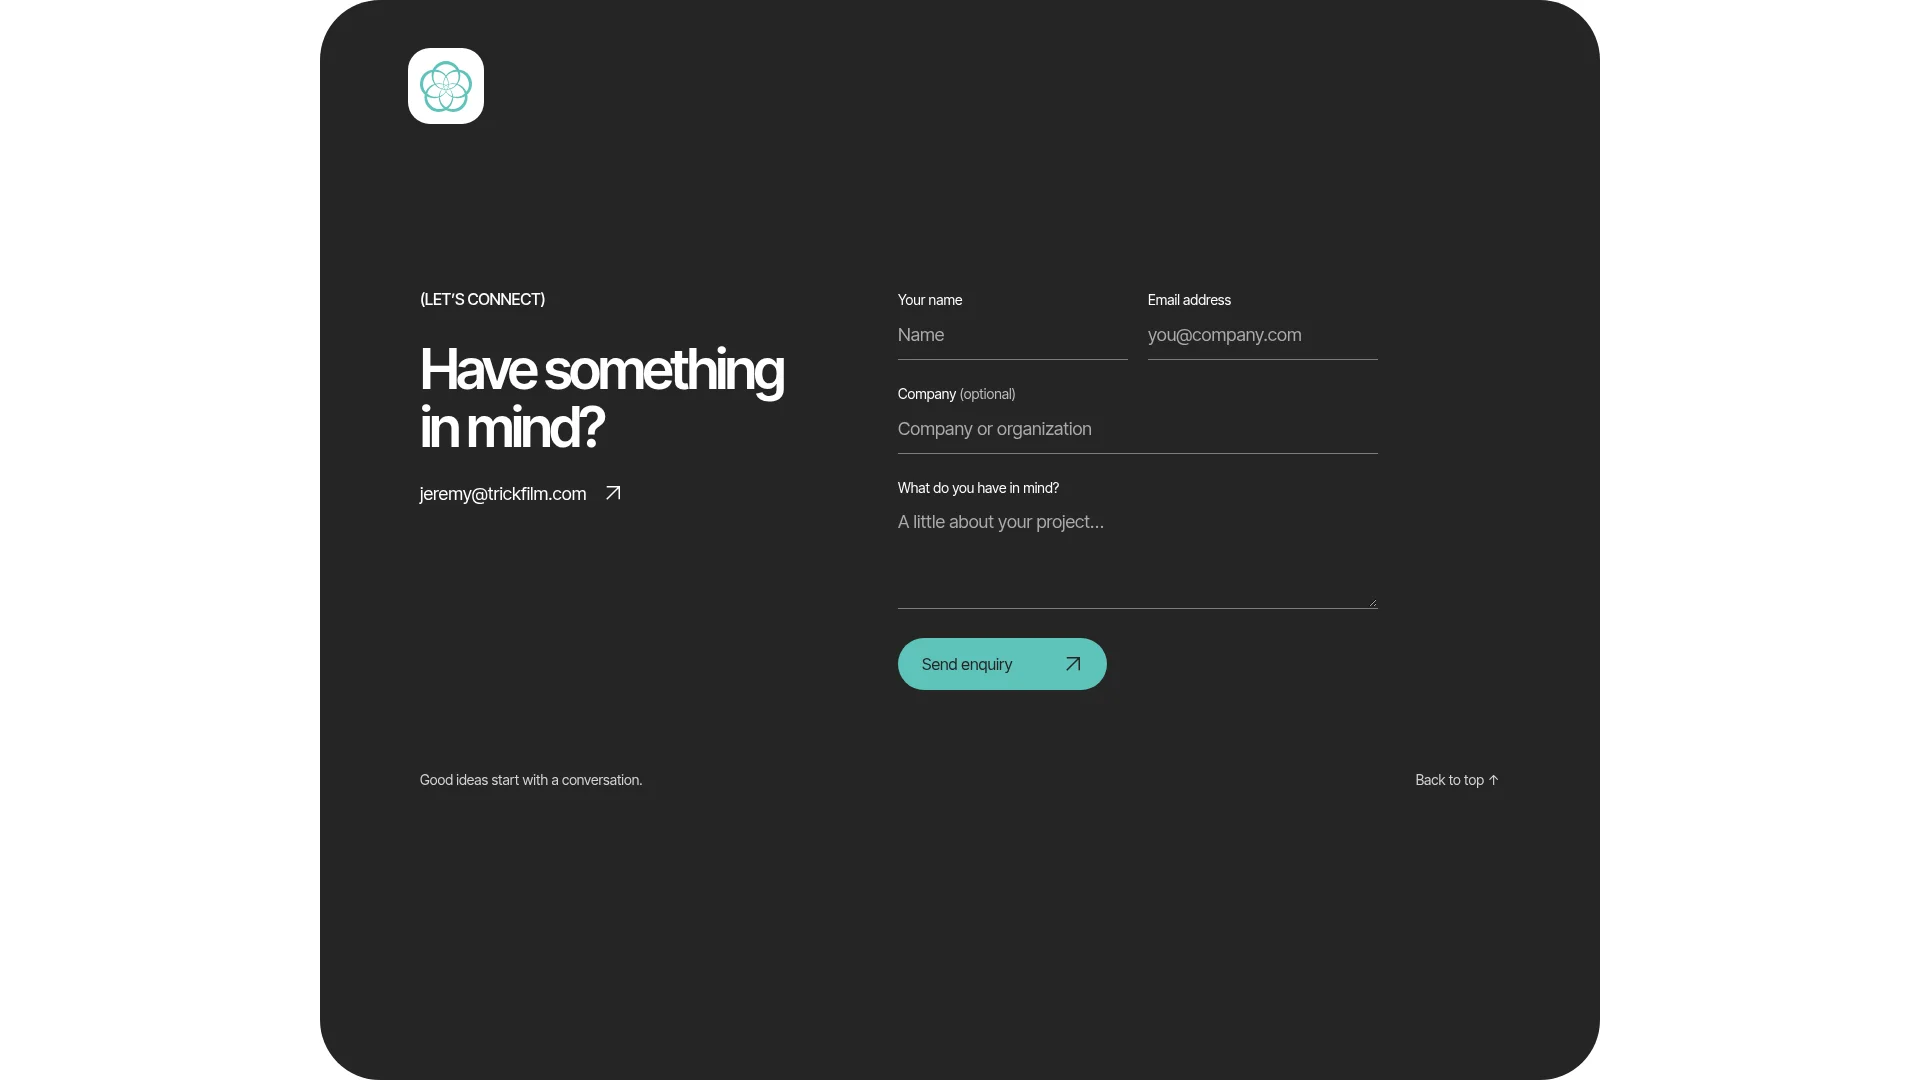 (LET’S CONNECT)
Have something
in mind?
jeremy@trickfilm.com
Your name
Email address
Name
you@company.com
Company (optional)
Company or organization
What do you have in mind?
A little about your project...
Send enquiry
Good ideas start with a conversation.
Back to top ↑